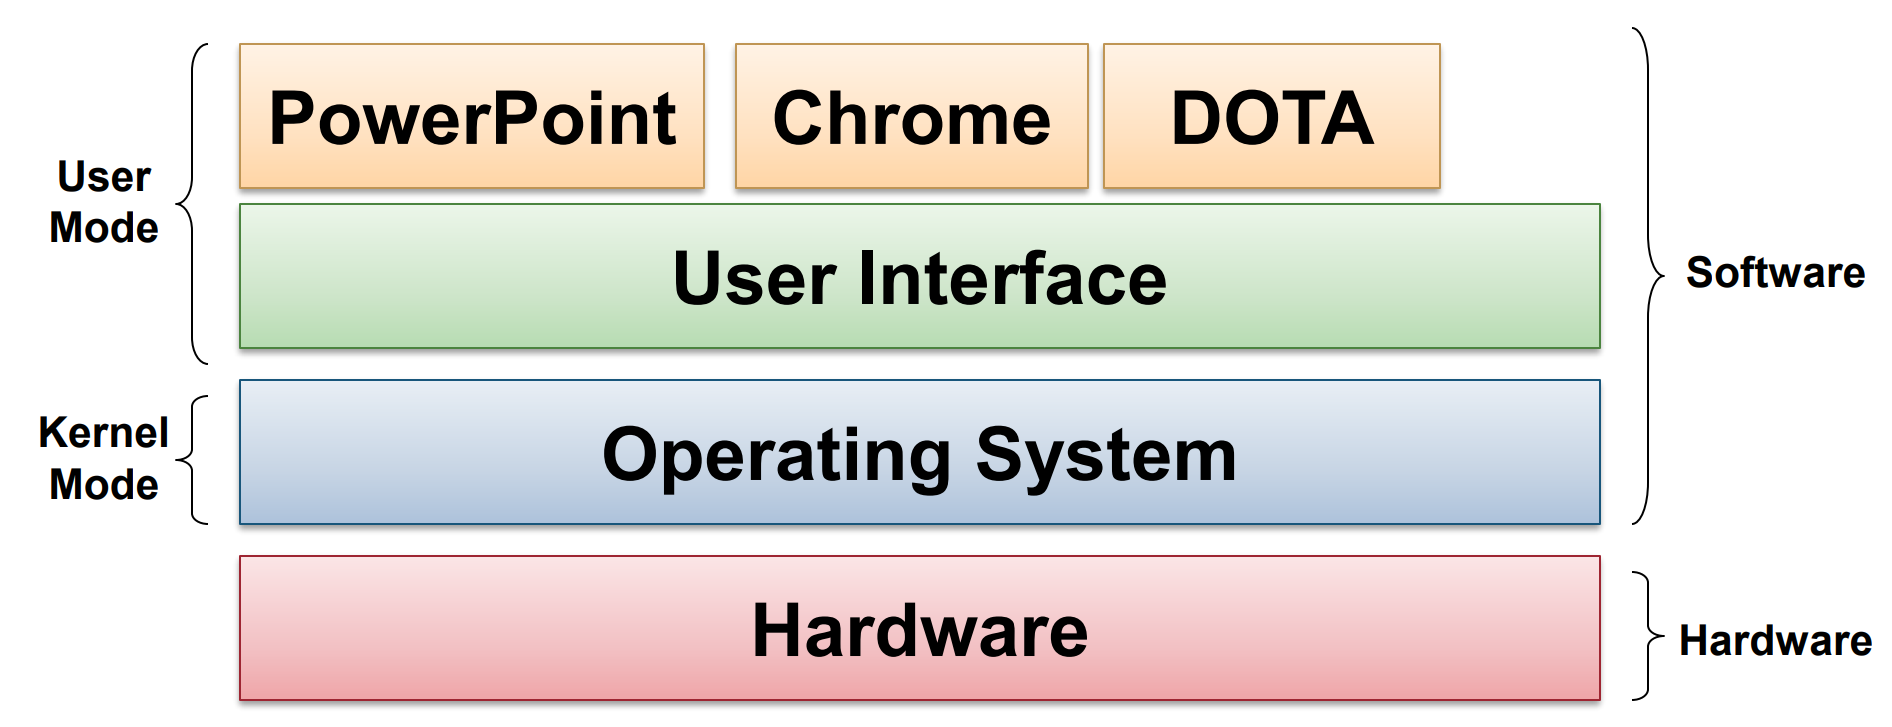 PowerPoint
Chrome
DOTA
User
Mode
User Interface
Software
Kernel
Mode
Operating System
Hardware
Hardware